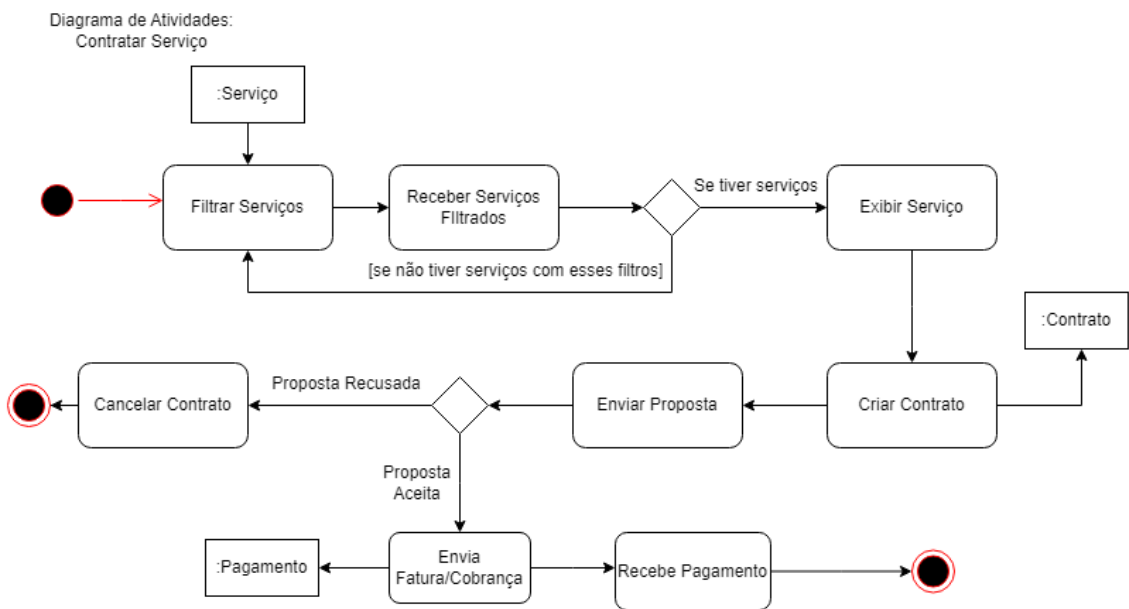 Diagrama de Atividades:
Contratar Serviço
:Serviço
Filtrar Serviços
Receber Serviços
FIltrados
Se tiver serviços
Exibir Serviço
[se não tiver serviços com esses filtros]
:Contrato
Cancelar Contrato
Proposta Recusada
Enviar Proposta
Criar Contrato
Proposta
Aceita
:Pagamento
Envia
Fatura/Cobrança
Recebe Pagamento